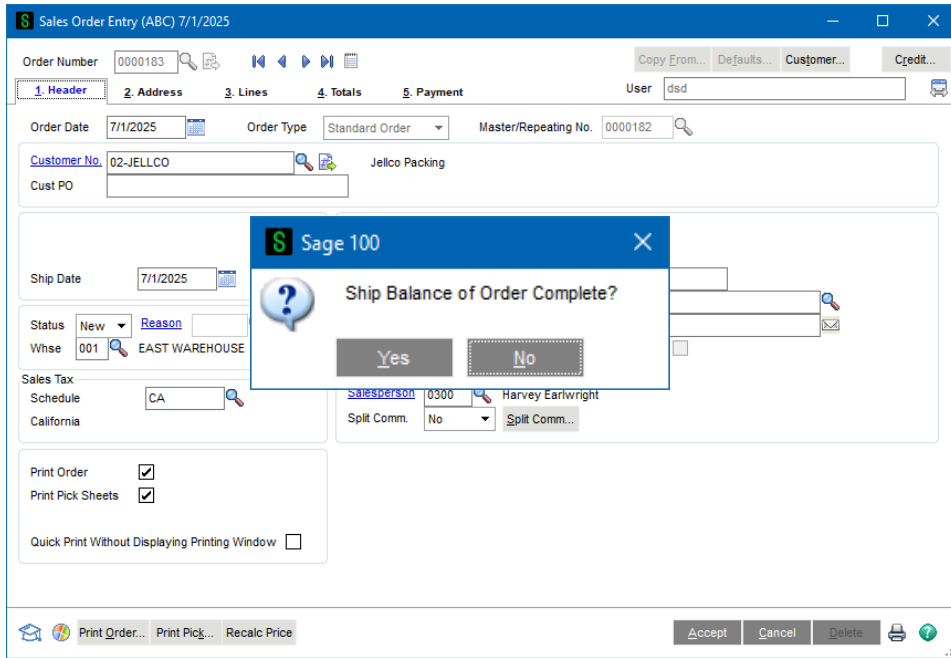 Sales Order Entry (ABC) 7/1/2025
Order Number 0000183 Copy From... Defaults... Customer... Credit...
1. Header 2. Address 3. Lines 4. Totals 5. Payment User dsd
Order Date 7/1/2025 Order Type Standard Order Master/Repeating No. 0000182
Customer No. 02-JELLCO Jellco Packing
Cust PO
S Sage 100
Ship Balance of Order Complete?
Yes No
Ship Date 7/1/2025
Status New Reason
Whse 001 EAST WAREHOUSE
Sales Tax
Schedule CA
California
Salesperson 0300 Harvey Earlwright
Split Comm. No Split Comm...
Print Order
Print Pick Sheets
Quick Print Without Displaying Printing Window
Print Order... Print Pick... Recalc Price Accept Cancel Delete